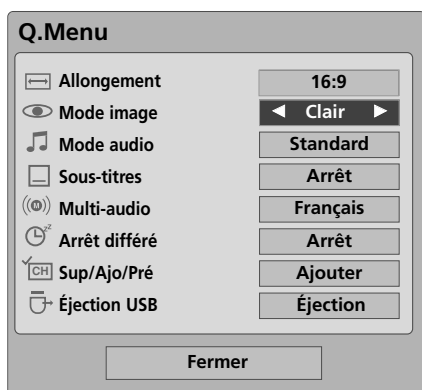 Q.Menu
Allongement 16:9
Mode image ◄ Clair ►
Mode audio Standard
Sous-titres Arrêt
Multi-audio Français
Arrêt différé Arrêt
CH Sup/Ajo/Pré Ajouter
Éjection USB Éjection
Fermer